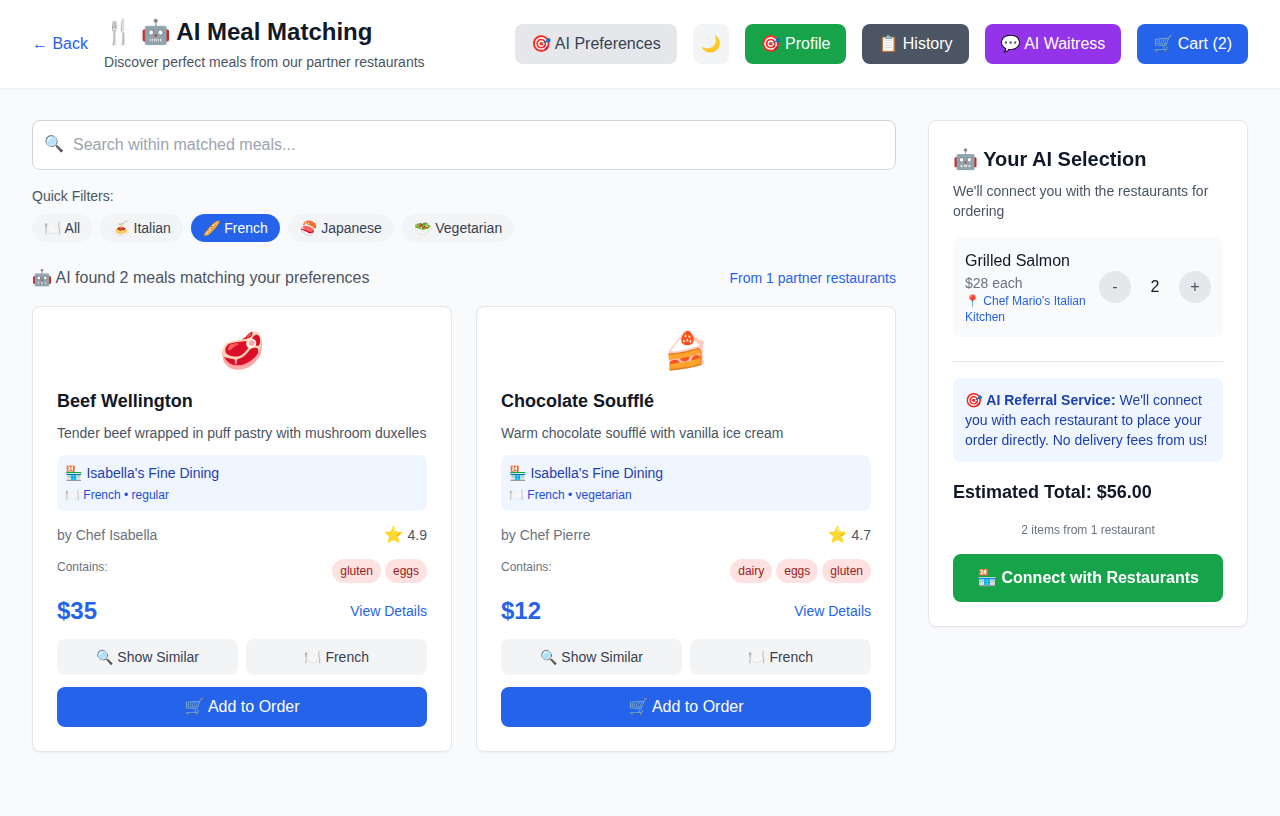 ← Back
🍴 🤖 AI Meal Matching
Discover perfect meals from our partner restaurants
🎯 AI Preferences
🌙
🎯 Profile
📋 History
💬 AI Waitress
🛒 Cart (2)
🔍 Search within matched meals...
Quick Filters:
🍽️ All
🍝 Italian
🥖 French
🍣 Japanese
🥗 Vegetarian
🤖 AI found 2 meals matching your preferences
From 1 partner restaurants
Beef Wellington
Tender beef wrapped in puff pastry with mushroom duxelles
🏪 Isabella's Fine Dining
🍽️ French • regular
by Chef Isabella
⭐ 4.9
Contains:
gluten
eggs
$35
View Details
🔍 Show Similar
🍽️ French
🛒 Add to Order
Chocolate Soufflé
Warm chocolate soufflé with vanilla ice cream
🏪 Isabella's Fine Dining
🍽️ French • vegetarian
by Chef Pierre
⭐ 4.7
Contains:
dairy
eggs
gluten
$12
View Details
🔍 Show Similar
🍽️ French
🛒 Add to Order
🤖 Your AI Selection
We'll connect you with the restaurants for
ordering
Grilled Salmon
$28 each
📍 Chef Mario's Italian
Kitchen
-
2
+
🎯 AI Referral Service: We'll connect
you with each restaurant to place your
order directly. No delivery fees from us!
Estimated Total: $56.00
2 items from 1 restaurant
🏪 Connect with Restaurants